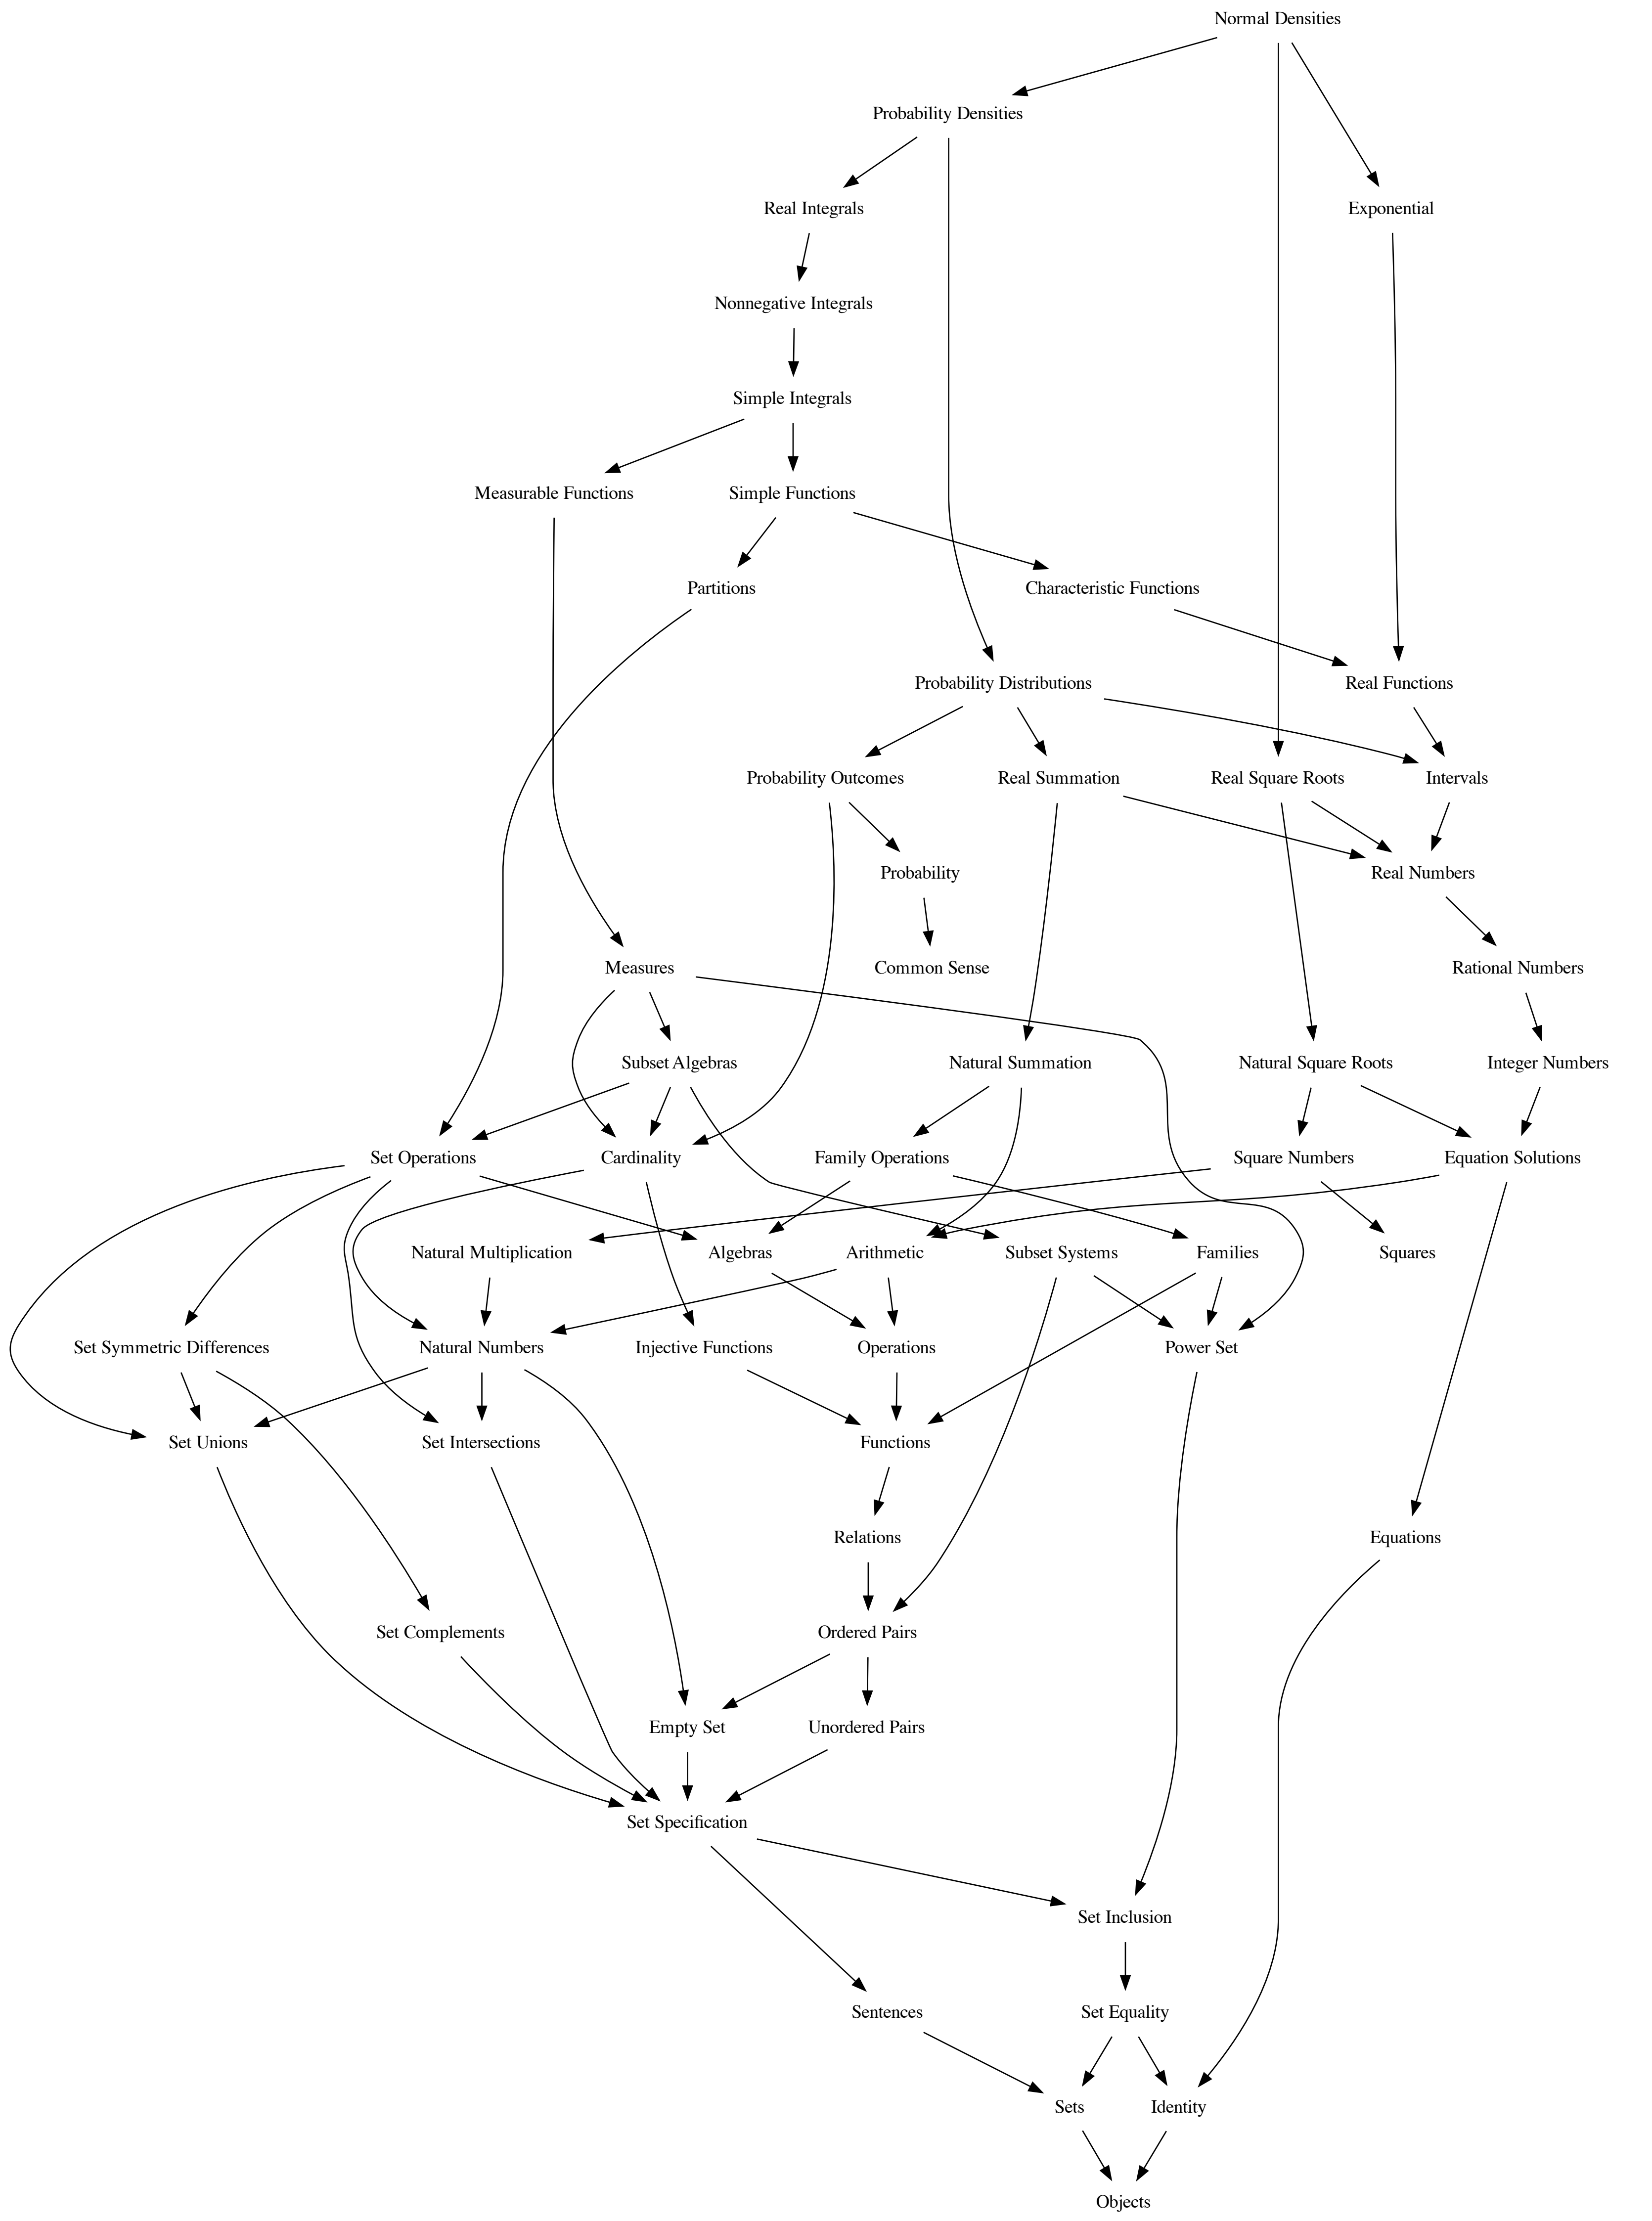 Normal Densities
Probability Densities
Real Integrals
Exponential
Nonnegative Integrals
Simple Integrals
Measurable Functions
Simple Functions
Partitions
Characteristic Functions
Probability Distributions
Real Functions
Probability Outcomes
Real Summation
Real Square Roots
Intervals
Probability
Real Numbers
Measures
Common Sense
Rational Numbers
Subset Algebras
Natural Summation
Natural Square Roots
Integer Numbers
Set Operations
Cardinality
Family Operations
Square Numbers
Equation Solutions
Natural Multiplication
Algebras
Arithmetic
Subset Systems
Families
Squares
Set Symmetric Differences
Natural Numbers
Injective Functions
Operations
Power Set
Set Unions
Set Intersections
Functions
Relations
Equations
Set Complements
Ordered Pairs
Empty Set
Unordered Pairs
Set Specification
Set Inclusion
Sentences
Set Equality
Sets
Identity
Objects